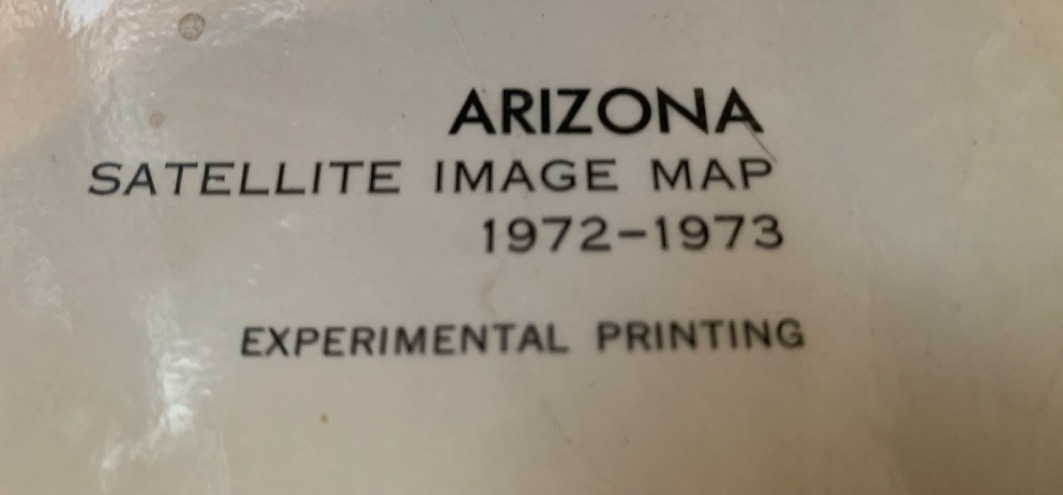 ARIZONA
SATELLITE IMAGE MAP
1972-1973
EXPERIMENTAL PRINTING